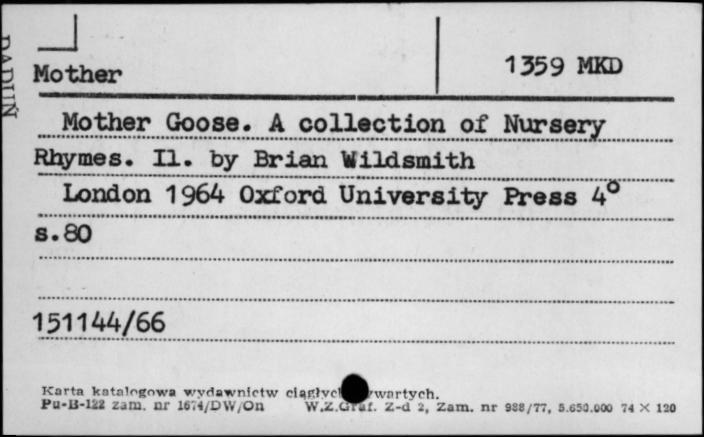 1359 MKD
Mother
Mother Goose. A collection of Nursery
Rhymes. Il. by Brian Wildsmith
London 1964 Oxford University Press 4°
s.80
151144/66
Karta katalogowa wydawnictw zwartych.
Pu-B-122 zam. nr 1674/DW/On W.Z.Graf. Z-d 2, Zam. nr 988/77, 5.650.000 74 X 120